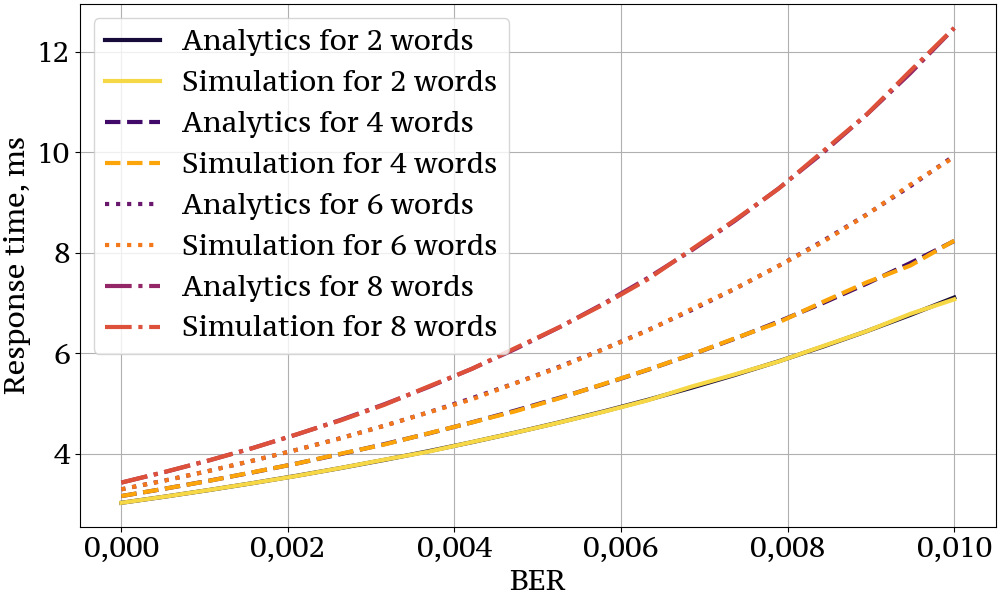 12
10
8
6
4
Response time, ms
Analytics for 2 words
Simulation for 2 words
Analytics for 4 words
Simulation for 4 words
Analytics for 6 words
Simulation for 6 words
Analytics for 8 words
Simulation for 8 words
0,000 0,002 0,004 0,006 0,008 0,010
BER